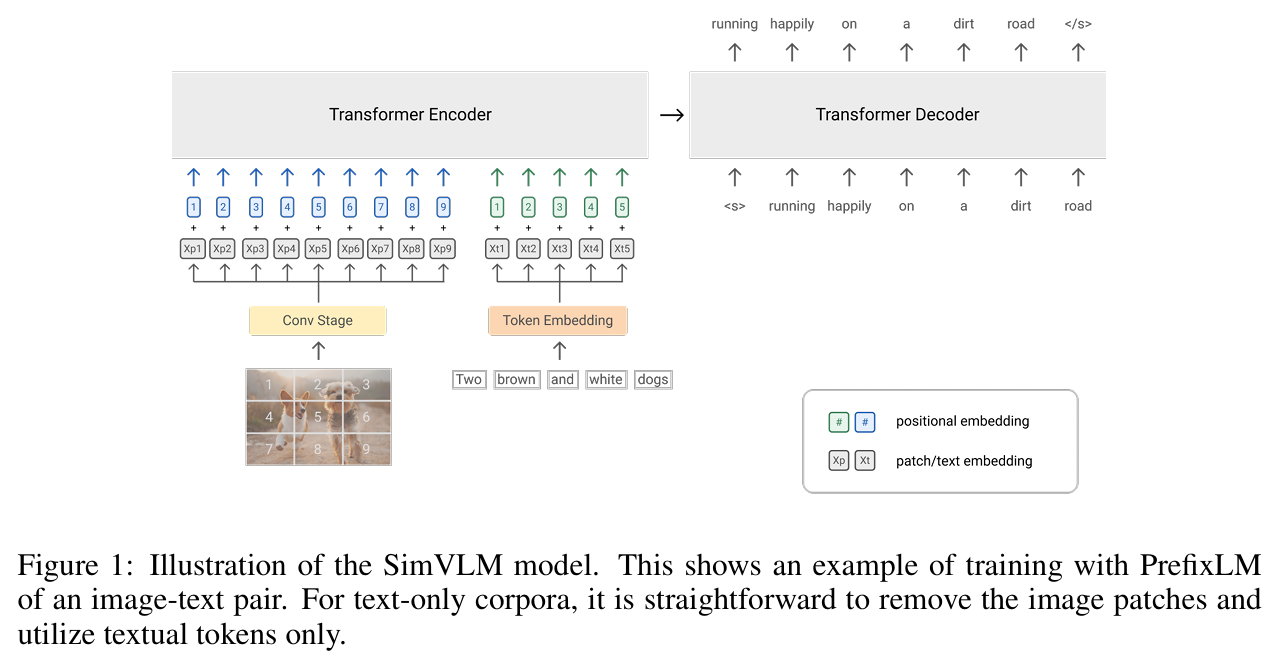 running happily on a dirt road </s>
Transformer Encoder
Transformer Decoder
1 2 3 4 5 6 7 8 9
1 2 3 4 5
<s> running happily on a dirt road
+ + + + + + + + +
+ + + + +
Xp1 Xp2 Xp3 Xp4 Xp5 Xp6 Xp7 Xp8 Xp9
Xt1 Xt2 Xt3 Xt4 Xt5
Conv Stage
Token Embedding
Two brown and white dogs
1 2 3
4 5 6
7 8 9
# # positional embedding
Xp Xt patch/text embedding
Figure 1: Illustration of the SimVLM model. This shows an example of training with PrefixLM
of an image-text pair. For text-only corpora, it is straightforward to remove the image patches and
utilize textual tokens only.